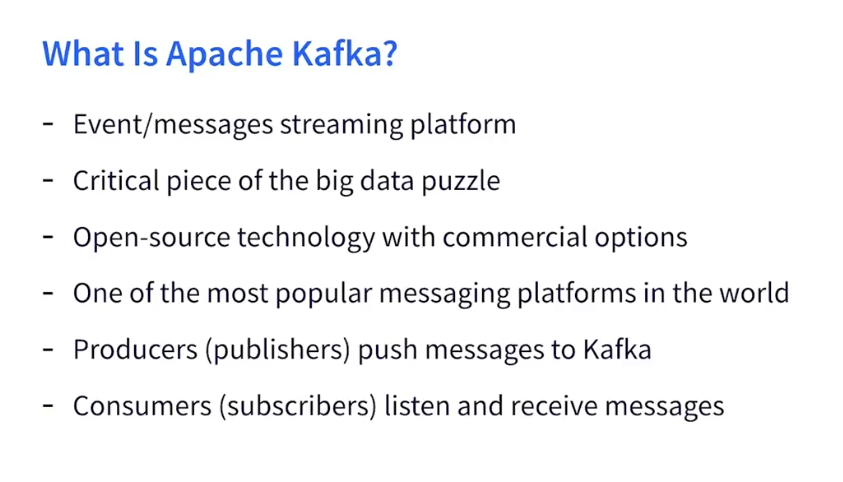 What Is Apache Kafka?
- Event/messages streaming platform
- Critical piece of the big data puzzle
- Open-source technology with commercial options
- One of the most popular messaging platforms in the world
- Producers (publishers) push messages to Kafka
- Consumers (subscribers) listen and receive messages